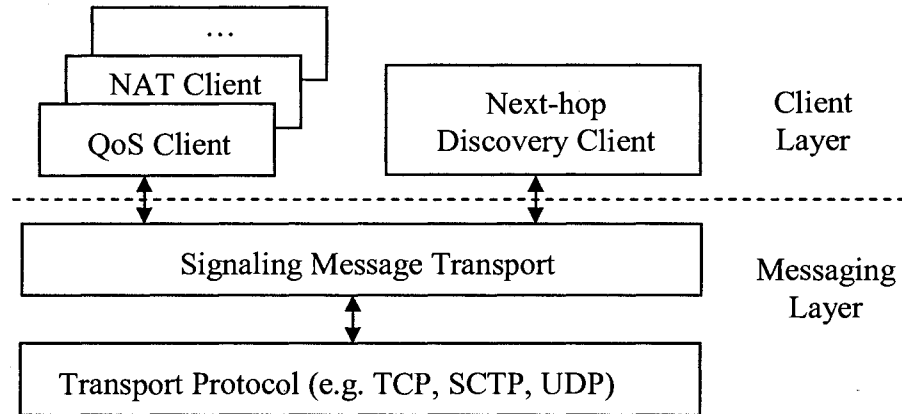 ...
NAT Client
QoS Client
Next-hop
Discovery Client
Client
Layer
Signaling Message Transport
Messaging
Layer
Transport Protocol (e.g. TCP, SCTP, UDP)